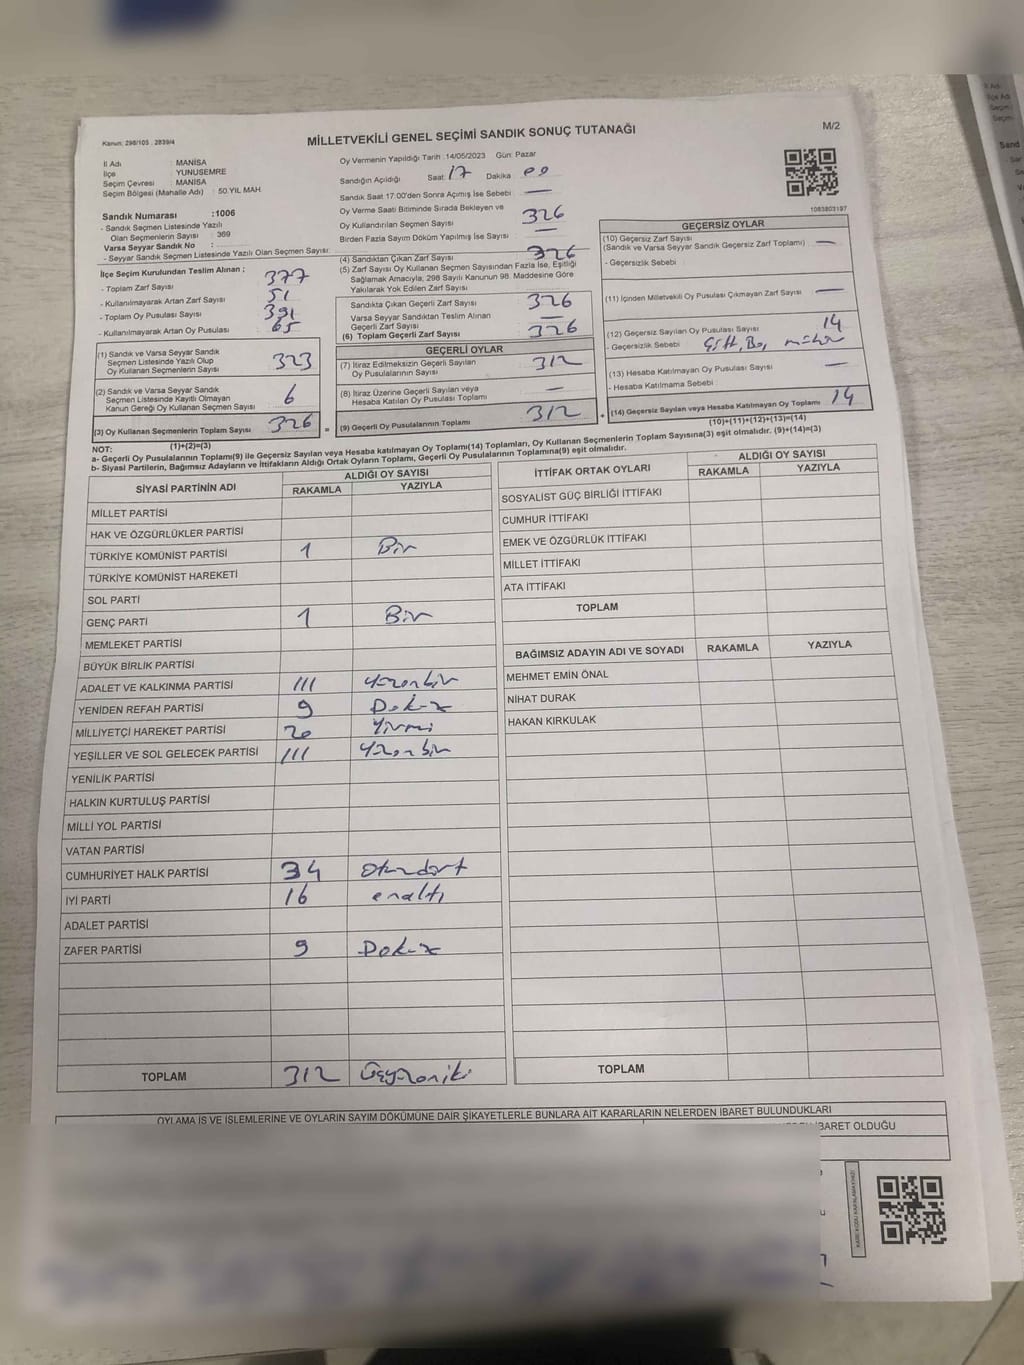 Kanun: 298/105 . 2839/4
MİLLETVEKİLİ GENEL SEÇİMİ SANDIK SONUÇ TUTANAĞI
M/2
İl Adı : MANİSA
İlçe : YUNUSEMRE
Seçim Çevresi : MANİSA
Seçim Bölgesi (Mahalle Adı) : 50.YIL MAH.
Sandık Numarası :1006
- Sandık Seçmen Listesinde Yazılı
Olan Seçmenlerin Sayısı : 369
Varsa Seyyar Sandık No :
- Seyyar Sandık Seçmen Listesinde Yazılı Olan Seçmen Sayısı:
İlçe Seçim Kurulundan Teslim Alınan ;
- Toplam Zarf Sayısı : 377
- Kullanılmayarak Artan Zarf Sayısı : 51
- Toplam Oy Pusulası Sayısı : 391
- Kullanılmayarak Artan Oy Pusulası : 65
(1) Sandık ve Varsa Seyyar Sandık
Seçmen Listesinde Yazılı Olup
Oy Kullanan Seçmenlerin Sayısı 323
(2) Sandık ve Varsa Seyyar Sandık
Seçmen Listesinde Kayıtlı Olmayan
Kanun Gereği Oy Kullanan Seçmen Sayısı 6
(3) Oy Kullanan Seçmenlerin Toplam Sayısı 326 =
(1)+(2)=(3)
Oy Vermenin Yapıldığı Tarih :14/05/2023 Gün: Pazar
Sandığın Açıldığı Saat: 17 Dakika 00
Sandık Saat 17.00'den Sonra Açılmış İse Sebebi : —
Oy Verme Saati Bitiminde Sırada Bekleyen ve
Oy Kullandırılan Seçmen Sayısı : 326
Birden Fazla Sayım Döküm Yapılmış İse Sayısı : —
(4) Sandıktan Çıkan Zarf Sayısı 326
(5) Zarf Sayısı Oy Kullanan Seçmen Sayısından Fazla İse, Eşitliği
Sağlamak Amacıyla, 298 Sayılı Kanunun 98. Maddesine Göre
Yakılarak Yok Edilen Zarf Sayısı :
Sandıkta Çıkan Geçerli Zarf Sayısı 326
Varsa Seyyar Sandıktan Teslim Alınan
Geçerli Zarf Sayısı —
(6) Toplam Geçerli Zarf Sayısı 326
GEÇERLİ OYLAR
(7) İtiraz Edilmeksizin Geçerli Sayılan
Oy Pusulalarının Sayısı 312
(8) İtiraz Üzerine Geçerli Sayılan veya
Hesaba Katılan Oy Pusulası Toplamı —
(9) Geçerli Oy Pusulalarının Toplamı 312 +
1083803197
GEÇERSİZ OYLAR
(10) Geçersiz Zarf Sayısı
(Sandık ve Varsa Seyyar Sandık Geçersiz Zarf Toplamı) —
- Geçersizlik Sebebi :
(11) İçinden Milletvekili Oy Pusulası Çıkmayan Zarf Sayısı —
(12) Geçersiz Sayılan Oy Pusulası Sayısı 14
- Geçersizlik Sebebi :
(13) Hesaba Katılmayan Oy Pusulası Sayısı —
- Hesaba Katılmama Sebebi :
(14) Geçersiz Sayılan veya Hesaba Katılmayan Oy Toplamı 14
(10)+(11)+(12)+(13)=(14)
NOT:
a- Geçerli Oy Pusulalarının Toplamı(9) ile Geçersiz Sayılan veya Hesaba katılmayan Oy Toplamı(14) Toplamları, Oy Kullanan Seçmenlerin Toplam Sayısına(3) eşit olmalıdır. (9)+(14)=(3)
b- Siyasi Partilerin, Bağımsız Adayların ve İttifakların Aldığı Oyların Toplamı, Geçerli Oy Pusulalarının Toplamına(9) eşit olmalıdır.
SİYASİ PARTİNİN ADI
ALDIĞI OY SAYISI
RAKAMLA YAZIYLA
MİLLET PARTİSİ
HAK VE ÖZGÜRLÜKLER PARTİSİ
TÜRKİYE KOMÜNİST PARTİSİ 1 Bir
TÜRKİYE KOMÜNİST HAREKETİ
SOL PARTİ
GENÇ PARTİ 1 Bir
MEMLEKET PARTİSİ
BÜYÜK BİRLİK PARTİSİ
ADALET VE KALKINMA PARTİSİ 111 Yüzonbir
YENİDEN REFAH PARTİSİ 9 Dokuz
MİLLİYETÇİ HAREKET PARTİSİ 20 Yirmi
YEŞİLLER VE SOL GELECEK PARTİSİ 111 Yüzonbir
YENİLİK PARTİSİ
HALKIN KURTULUŞ PARTİSİ
MİLLİ YOL PARTİSİ
VATAN PARTİSİ
CUMHURİYET HALK PARTİSİ 34 Otuzdört
İYİ PARTİ 16 onaltı
ADALET PARTİSİ
ZAFER PARTİSİ 9 Dokuz
TOPLAM 312 Üçyüzoniki
İTTİFAK ORTAK OYLARI
ALDIĞI OY SAYISI
RAKAMLA YAZIYLA
SOSYALİST GÜÇ BİRLİĞİ İTTİFAKI
CUMHUR İTTİFAKI
EMEK VE ÖZGÜRLÜK İTTİFAKI
MİLLET İTTİFAKI
ATA İTTİFAKI
TOPLAM
BAĞIMSIZ ADAYIN ADI VE SOYADI RAKAMLA YAZIYLA
MEHMET EMİN ÖNAL
NİHAT DURAK
HAKAN KIRKULAK
TOPLAM
OYLAMA İŞ VE İŞLEMLERİNE VE OYLARIN SAYIM DÖKÜMÜNE DAİR ŞİKAYETLERLE BUNLARA AİT KARARLARIN NELERDEN İBARET BULUNDUKLARI
İBARET OLDUĞU